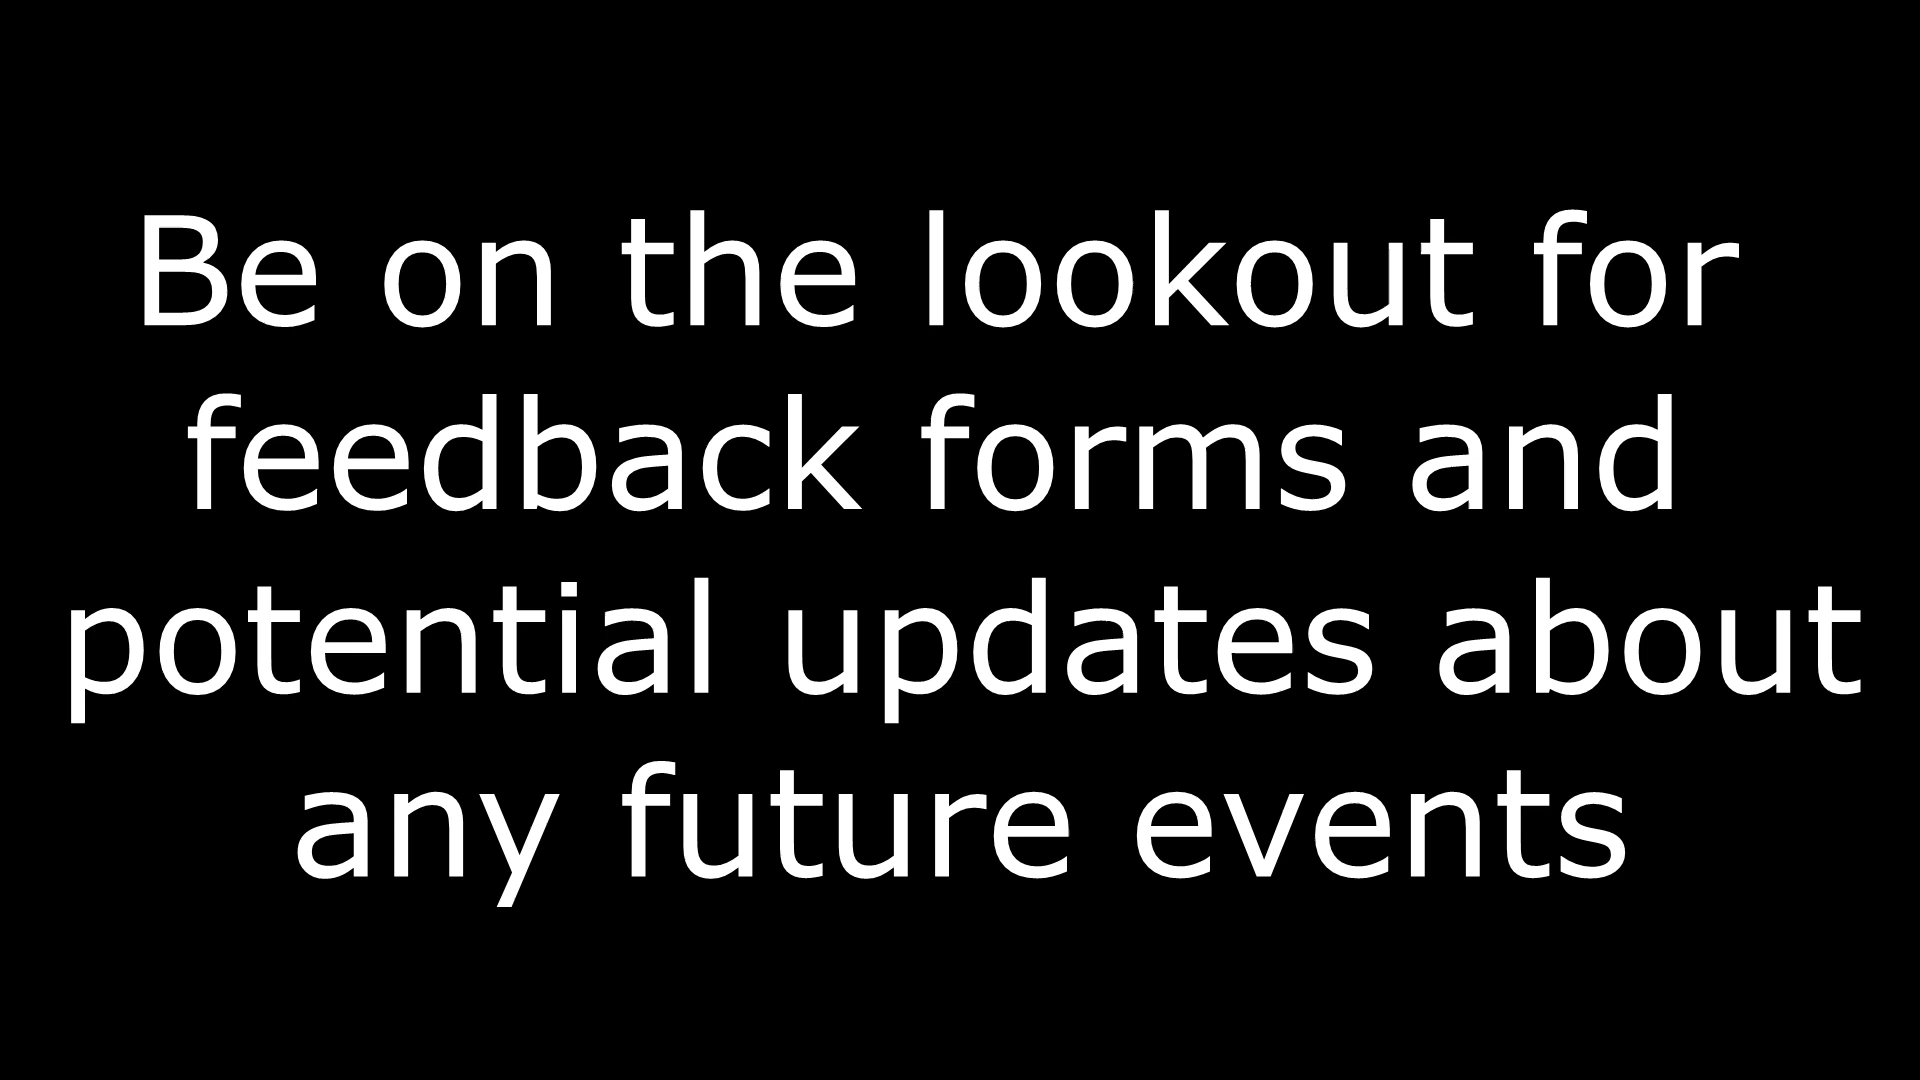 Be on the lookout for
feedback forms and
potential updates about
any future events